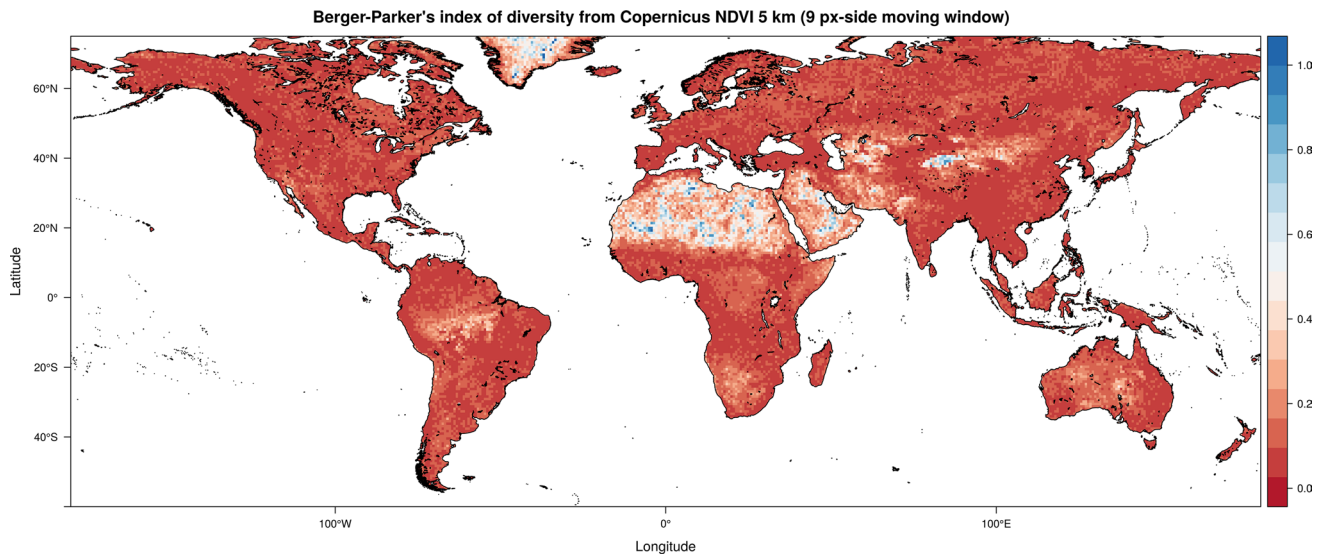 Berger-Parker's index of diversity from Copernicus NDVI 5 km (9 px-side moving window)
60°N
40°N
20°N
0°
20°S
40°S
Latitude
100°W
0°
100°E
Longitude
1.0
0.8
0.6
0.4
0.2
0.0